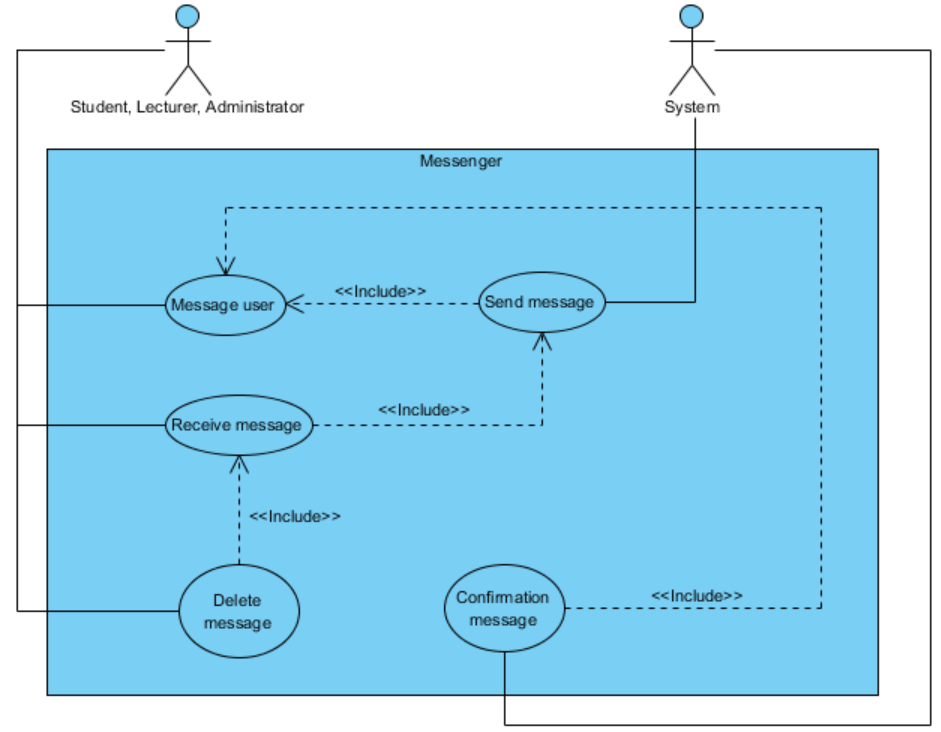 Student, Lecturer, Administrator
System
Messenger
Message user
<<Include>>
Send message
Receive message
<<Include>>
<<Include>>
Delete
message
Confirmation
message
<<Include>>